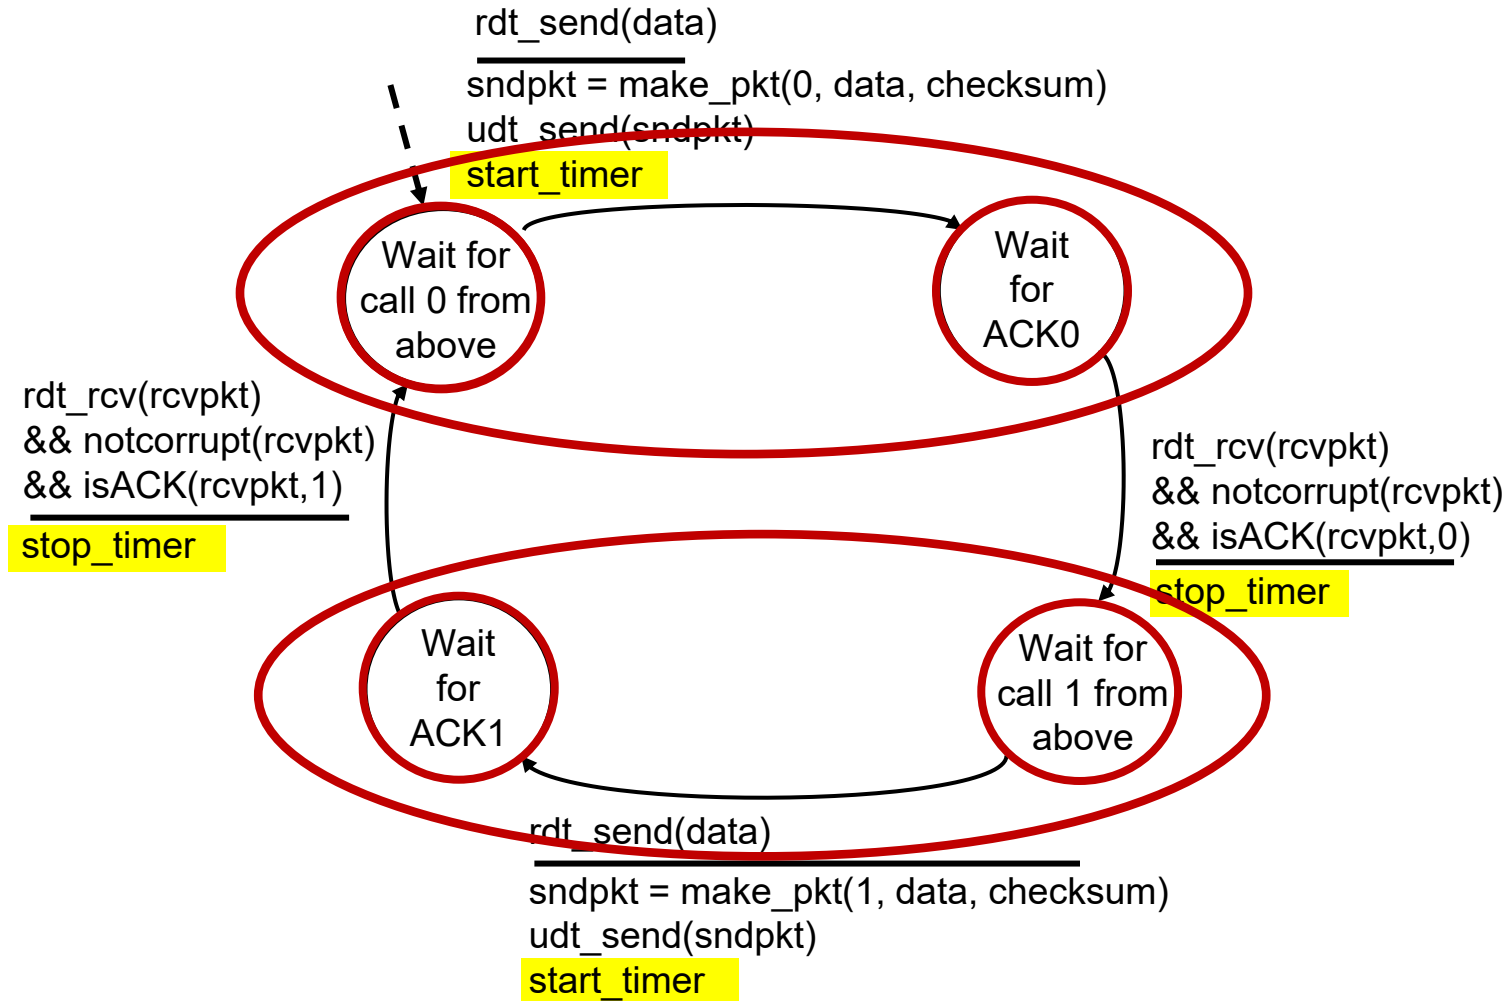 rdt_send(data)
sndpkt = make_pkt(0, data, checksum)
udt_send(sndpkt)
start_timer
Wait for
call 0 from
above
Wait
for
ACK0
rdt_rcv(rcvpkt)
&& notcorrupt(rcvpkt)
&& isACK(rcvpkt,1)
stop_timer
rdt_rcv(rcvpkt)
&& notcorrupt(rcvpkt)
&& isACK(rcvpkt,0)
stop_timer
Wait
for
ACK1
Wait for
call 1 from
above
rdt_send(data)
sndpkt = make_pkt(1, data, checksum)
udt_send(sndpkt)
start_timer